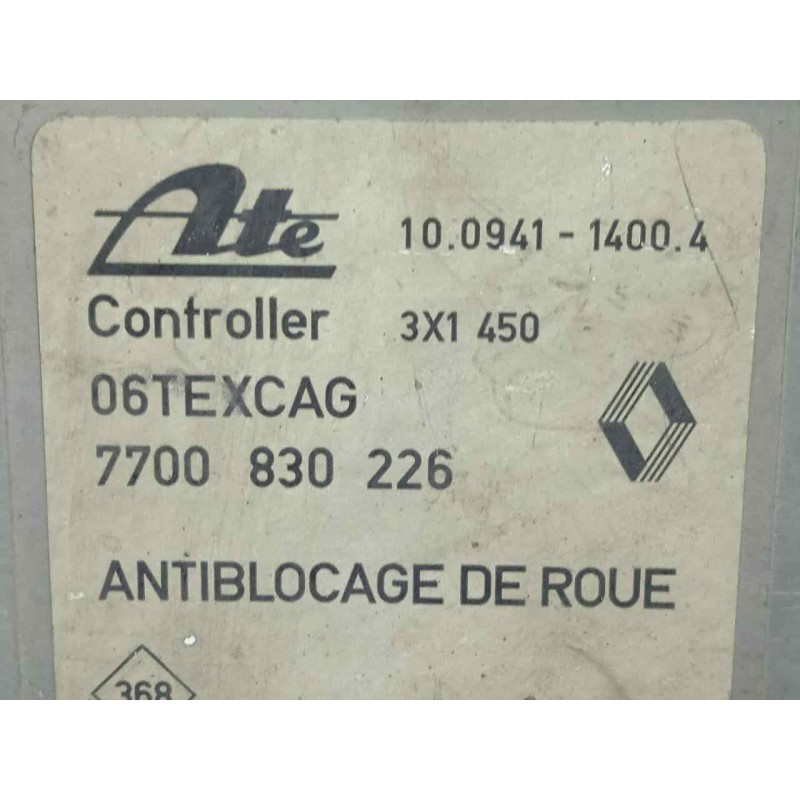 Ate 10.0941-1400.4
Controller 3X1 450
06TEXCAG
7700 830 226
ANTIBLOCAGE DE ROUE
368